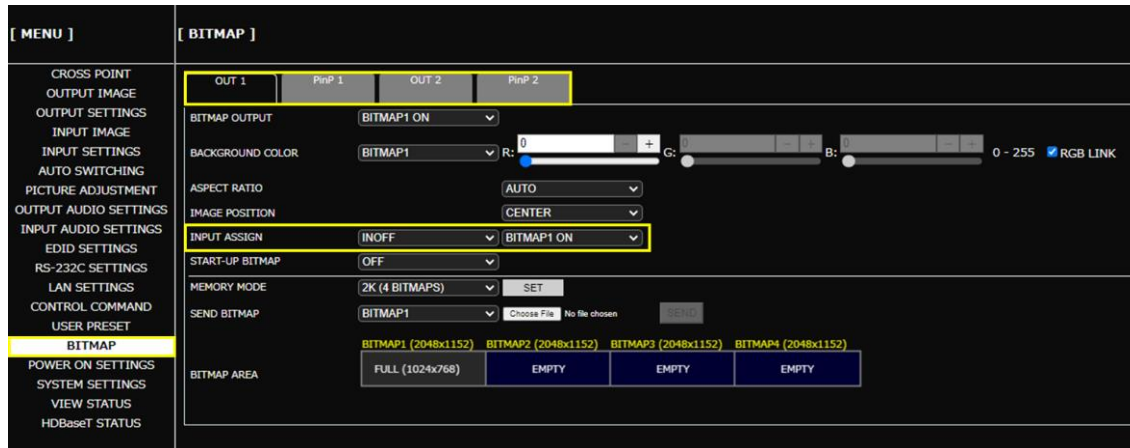 [ MENU ]
[ BITMAP ]
CROSS POINT
OUTPUT IMAGE
OUTPUT SETTINGS
INPUT IMAGE
INPUT SETTINGS
AUTO SWITCHING
PICTURE ADJUSTMENT
OUTPUT AUDIO SETTINGS
INPUT AUDIO SETTINGS
EDID SETTINGS
RS-232C SETTINGS
LAN SETTINGS
CONTROL COMMAND
USER PRESET
BITMAP
POWER ON SETTINGS
SYSTEM SETTINGS
VIEW STATUS
HDBaseT STATUS
OUT 1 PinP 1 OUT 2 PinP 2
BITMAP OUTPUT BITMAP1 ON
BACKGROUND COLOR BITMAP1 R: 0 - + G: 0 - + B: 0 - + 0 - 255 RGB LINK
ASPECT RATIO AUTO
IMAGE POSITION CENTER
INPUT ASSIGN INOFF BITMAP1 ON
START-UP BITMAP OFF
MEMORY MODE 2K (4 BITMAPS) SET
SEND BITMAP BITMAP1 Choose File No file chosen SEND
BITMAP1 (2048x1152) BITMAP2 (2048x1152) BITMAP3 (2048x1152) BITMAP4 (2048x1152)
BITMAP AREA FULL (1024x768) EMPTY EMPTY EMPTY